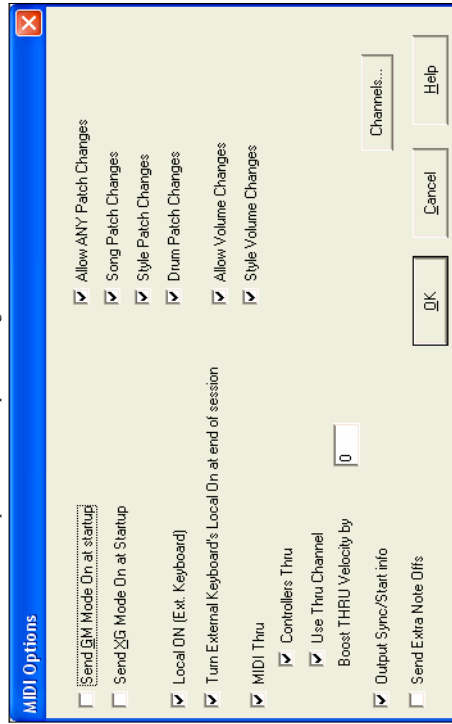 MIDI Options
Send GM Mode On at startup
Send XG Mode On at Startup
Local ON (Ext. Keyboard)
Turn External Keyboard's Local On at end of session
MIDI Thru
Controllers Thru
Use Thru Channel
Boost THRU Velocity by
0
Output Sync/Start info
Send Extra Note Offs
Allow ANY Patch Changes
Song Patch Changes
Style Patch Changes
Drum Patch Changes
Allow Volume Changes
Style Volume Changes
Channels...
OK
Cancel
Help